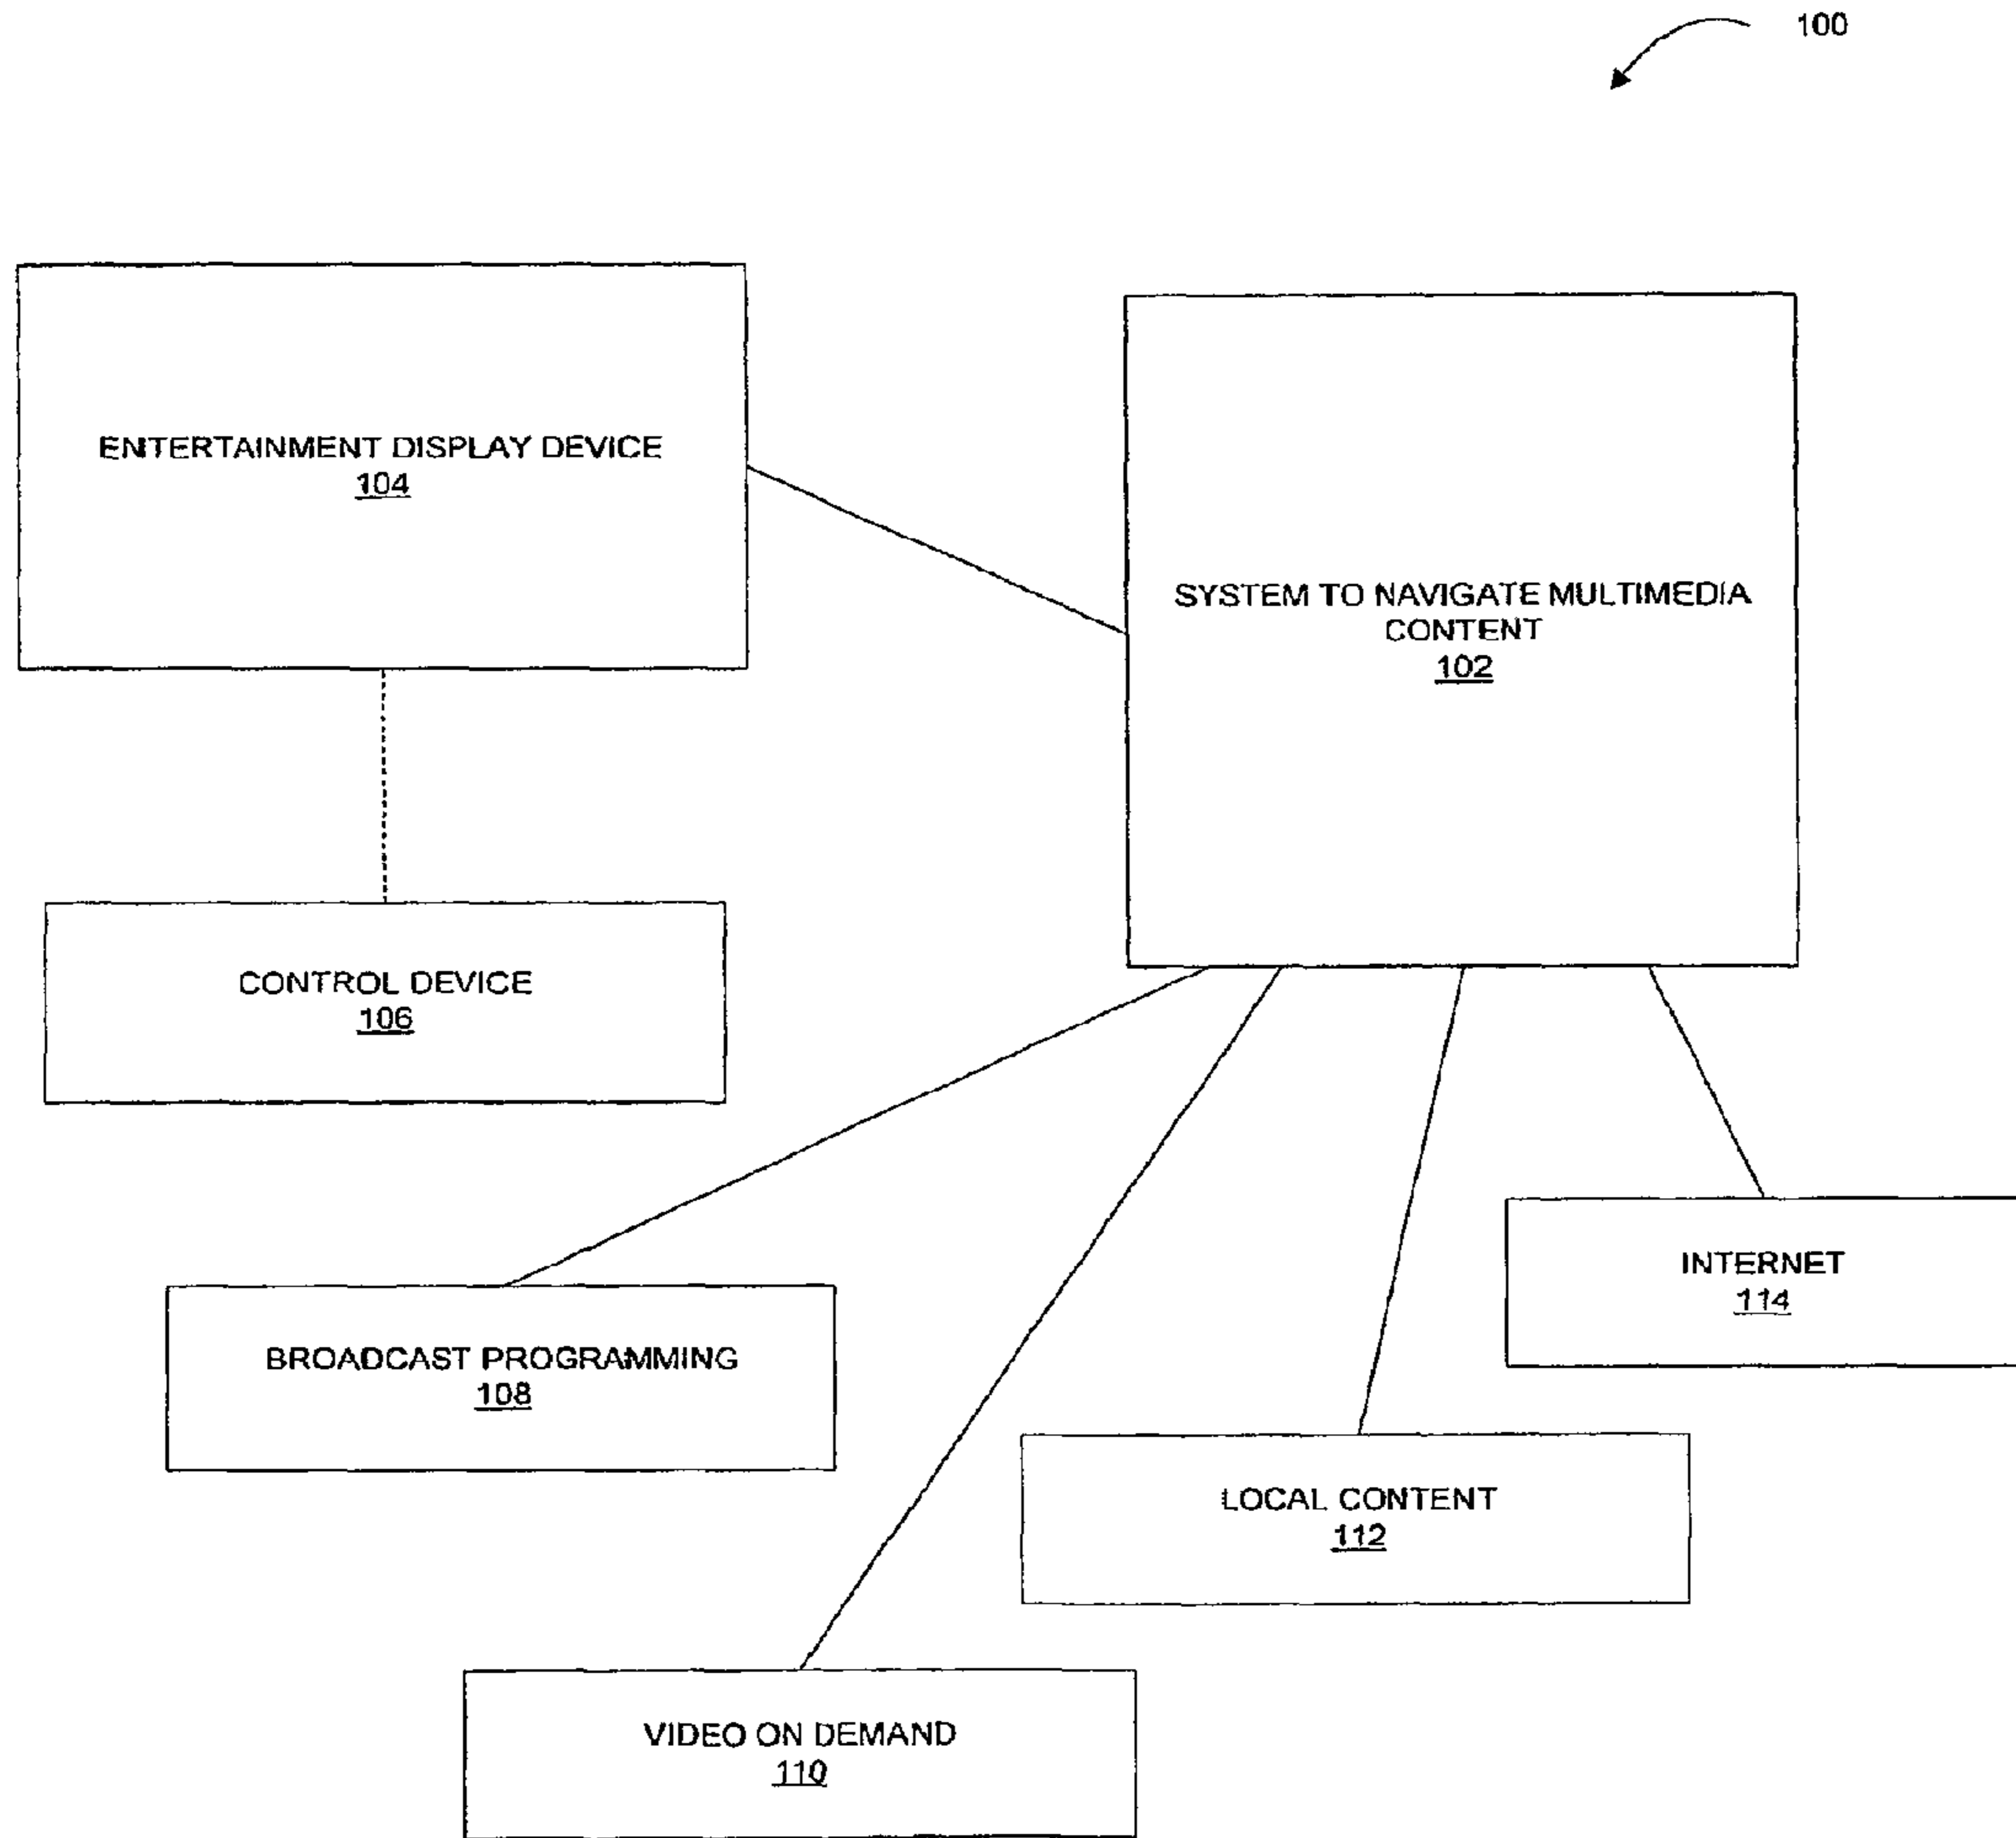 100
ENTERTAINMENT DISPLAY DEVICE
104
SYSTEM TO NAVIGATE MULTIMEDIA
CONTENT
102
CONTROL DEVICE
106
INTERNET
114
BROADCAST PROGRAMMING
108
LOCAL CONTENT
112
VIDEO ON DEMAND
110